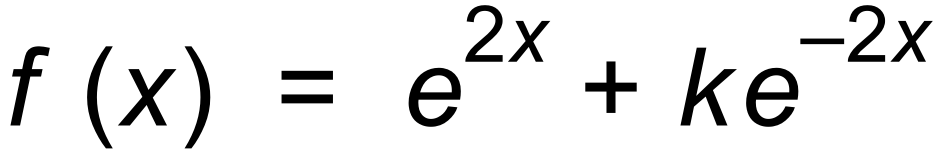 f (x) = e^{2x} + ke^{−2x}